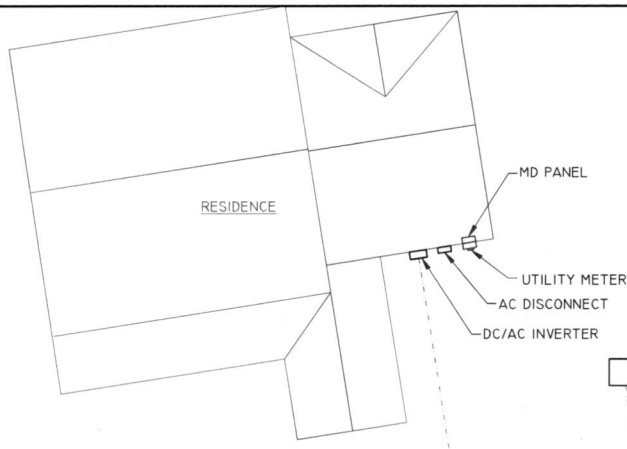 MD PANEL
RESIDENCE
UTILITY METER
AC DISCONNECT
DC/AC INVERTER